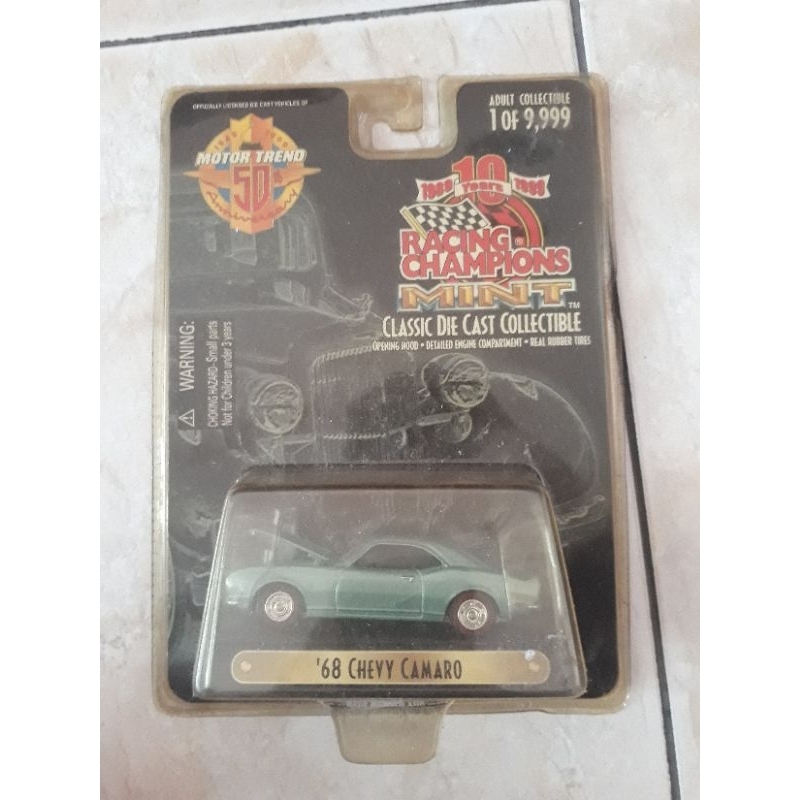 OFFICIALLY LICENSED DIE CAST VEHICLES OF
MOTOR TREND
50th
Anniversary
ADULT COLLECTIBLE
1 OF 9,999
1989 10 Years 1999
RACING
CHAMPIONS
MINT™
CLASSIC DIE CAST COLLECTIBLE
OPENING HOOD • DETAILED ENGINE COMPARTMENT • REAL RUBBER TIRES
⚠ WARNING:
CHOKING HAZARD-Small parts
Not for Children under 3 years
'68 CHEVY CAMARO